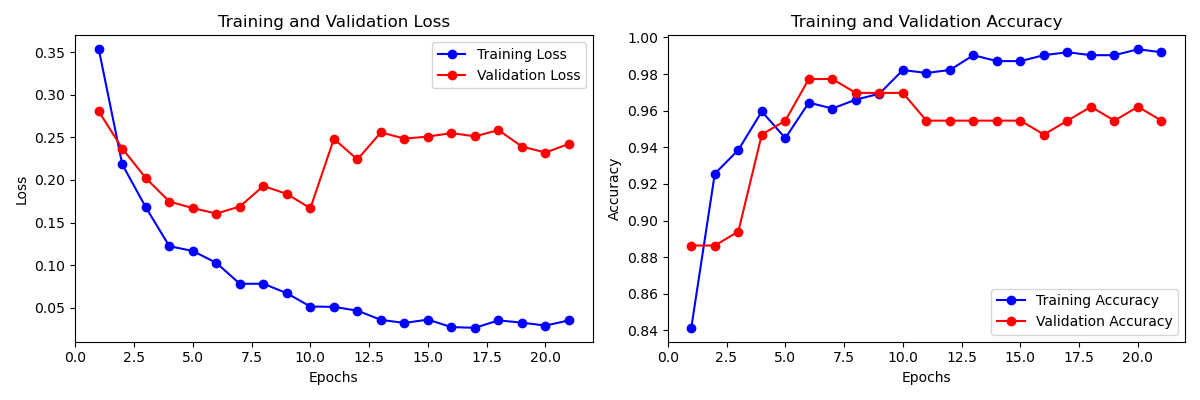 Training and Validation Loss
Training Loss
Validation Loss
Loss
0.35
0.30
0.25
0.20
0.15
0.10
0.05
0.0 2.5 5.0 7.5 10.0 12.5 15.0 17.5 20.0
Epochs
Training and Validation Accuracy
Accuracy
1.00
0.98
0.96
0.94
0.92
0.90
0.88
0.86
0.84
Training Accuracy
Validation Accuracy
0.0 2.5 5.0 7.5 10.0 12.5 15.0 17.5 20.0
Epochs